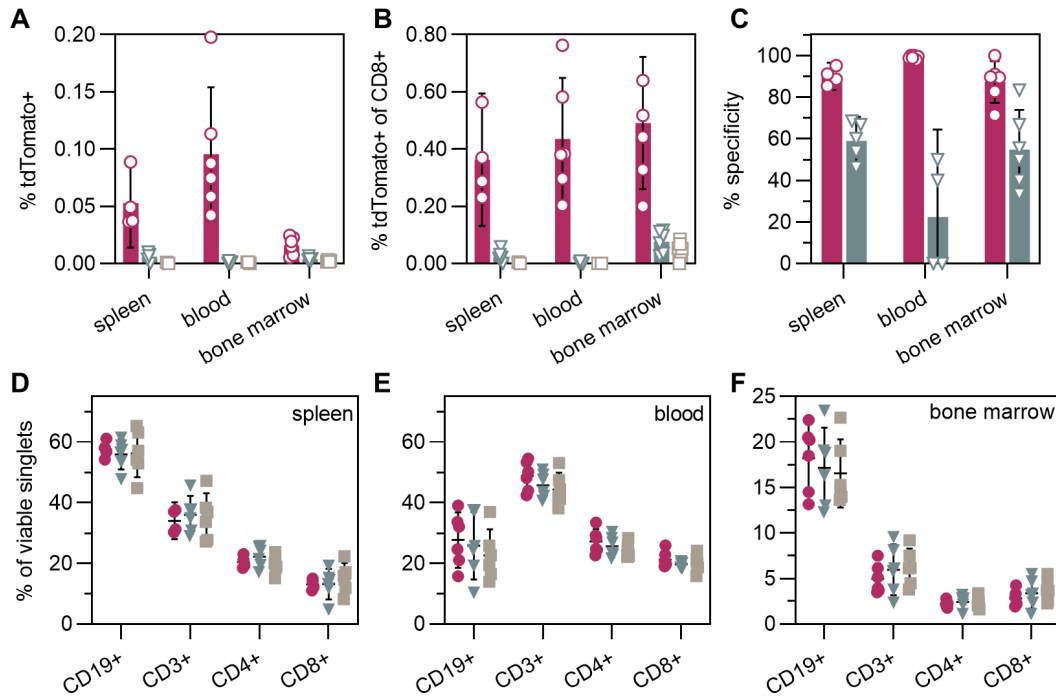 A
% tdTomato+
0.20
0.15
0.10
0.05
0.00
spleen
blood
bone marrow
B
% tdTomato+ of CD8+
0.80
0.60
0.40
0.20
0.00
spleen
blood
bone marrow
C
% specificity
100
80
60
40
20
0
spleen
blood
bone marrow
D
spleen
% of viable singlets
60
40
20
0
CD19+
CD3+
CD4+
CD8+
E
blood
60
40
20
0
CD19+
CD3+
CD4+
CD8+
F
bone marrow
25
20
15
10
5
0
CD19+
CD3+
CD4+
CD8+